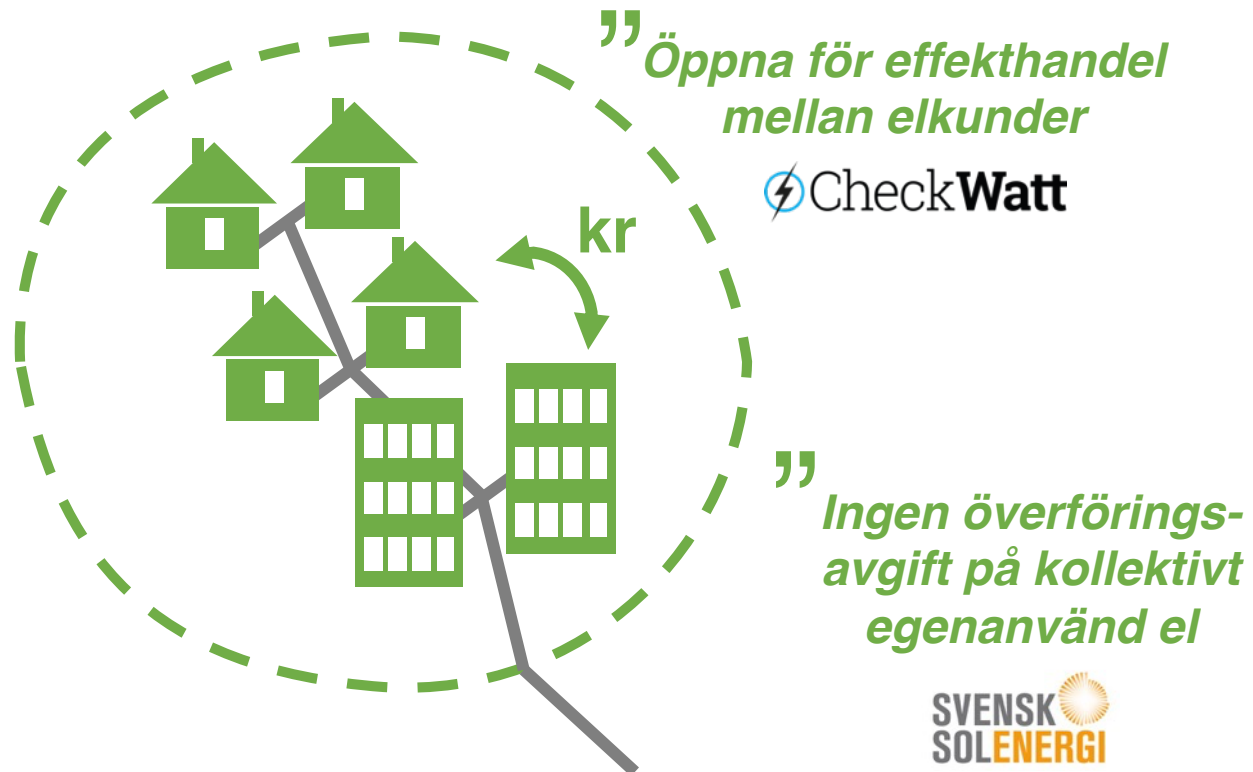 ”Öppna för effekthandel
mellan elkunder
CheckWatt
kr
”Ingen överförings-
avgift på kollektivt
egenanvänd el
SVENSK
SOLENERGI